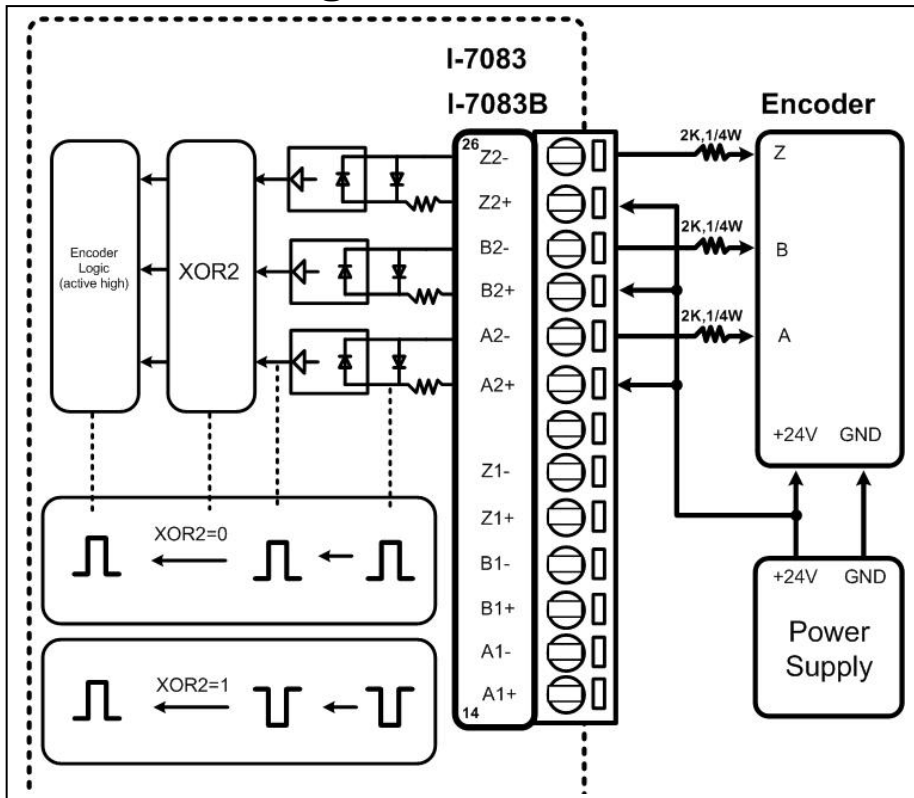 I-7083
I-7083B
Encoder
26
Z2-
Z2+
B2-
B2+
A2-
A2+
Z1-
Z1+
B1-
B1+
A1-
A1+
14
Encoder
Logic
(active high)
XOR2
2K,1/4W
Z
2K,1/4W
B
2K,1/4W
A
+24V GND
+24V GND
Power
Supply
XOR2=0
XOR2=1